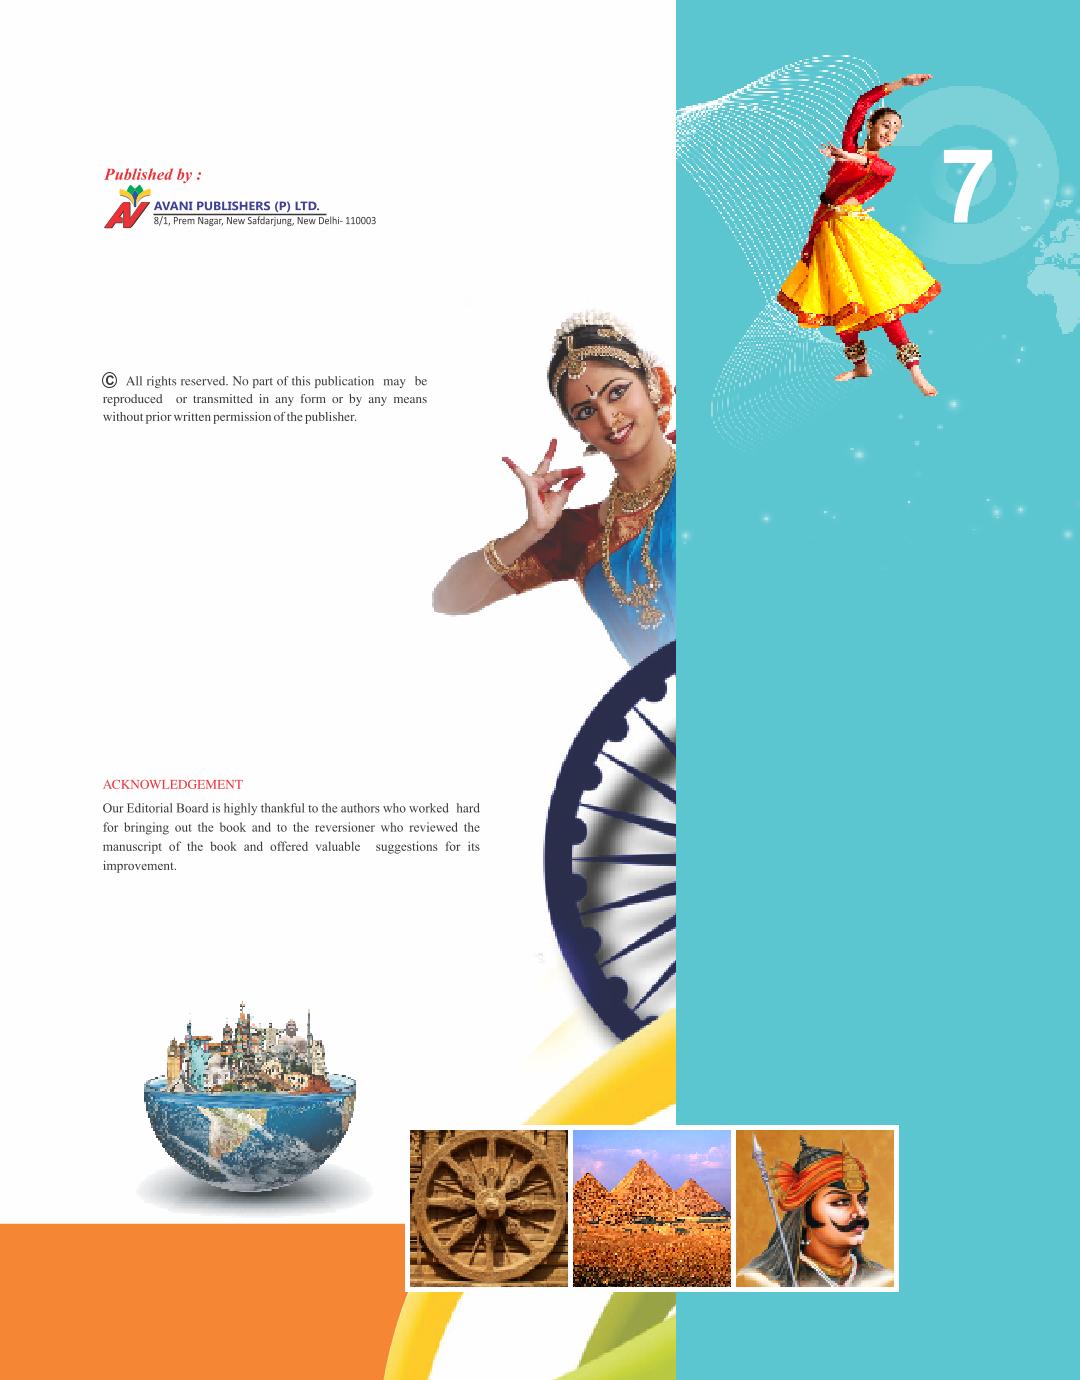 Published by :
AVANI PUBLISHERS (P) LTD.
8/1, Prem Nagar, New Safdarjung, New Delhi- 110003
7
© All rights reserved. No part of this publication may be
reproduced or transmitted in any form or by any means
without prior written permission of the publisher.
ACKNOWLEDGEMENT
Our Editorial Board is highly thankful to the authors who worked hard
for bringing out the book and to the reversioner who reviewed the
manuscript of the book and offered valuable suggestions for its
improvement.